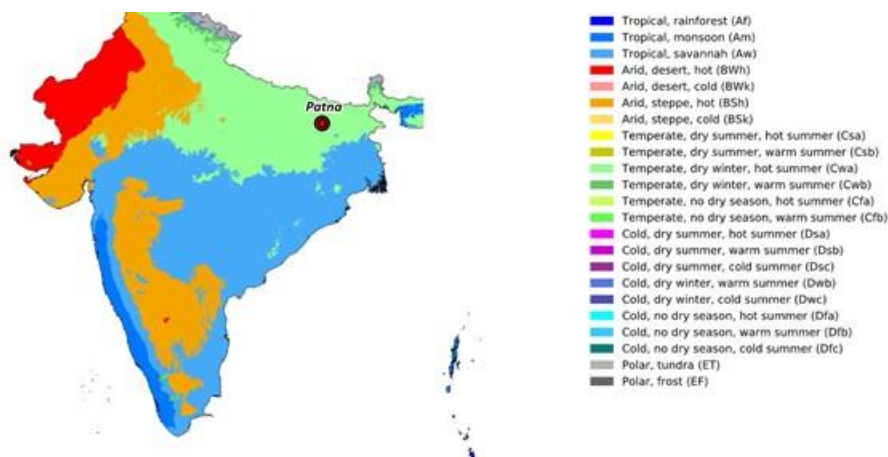 Patna
Tropical, rainforest (Af)
Tropical, monsoon (Am)
Tropical, savannah (Aw)
Arid, desert, hot (BWh)
Arid, desert, cold (BWk)
Arid, steppe, hot (BSh)
Arid, steppe, cold (BSk)
Temperate, dry summer, hot summer (Csa)
Temperate, dry summer, warm summer (Csb)
Temperate, dry winter, hot summer (Cwa)
Temperate, dry winter, warm summer (Cwb)
Temperate, no dry season, hot summer (Cfa)
Temperate, no dry season, warm summer (Cfb)
Cold, dry summer, hot summer (Dsa)
Cold, dry summer, warm summer (Dsb)
Cold, dry summer, cold summer (Dsc)
Cold, dry winter, warm summer (Dwb)
Cold, dry winter, cold summer (Dwc)
Cold, no dry season, hot summer (Dfa)
Cold, no dry season, warm summer (Dfb)
Cold, no dry season, cold summer (Dfc)
Polar, tundra (ET)
Polar, frost (EF)